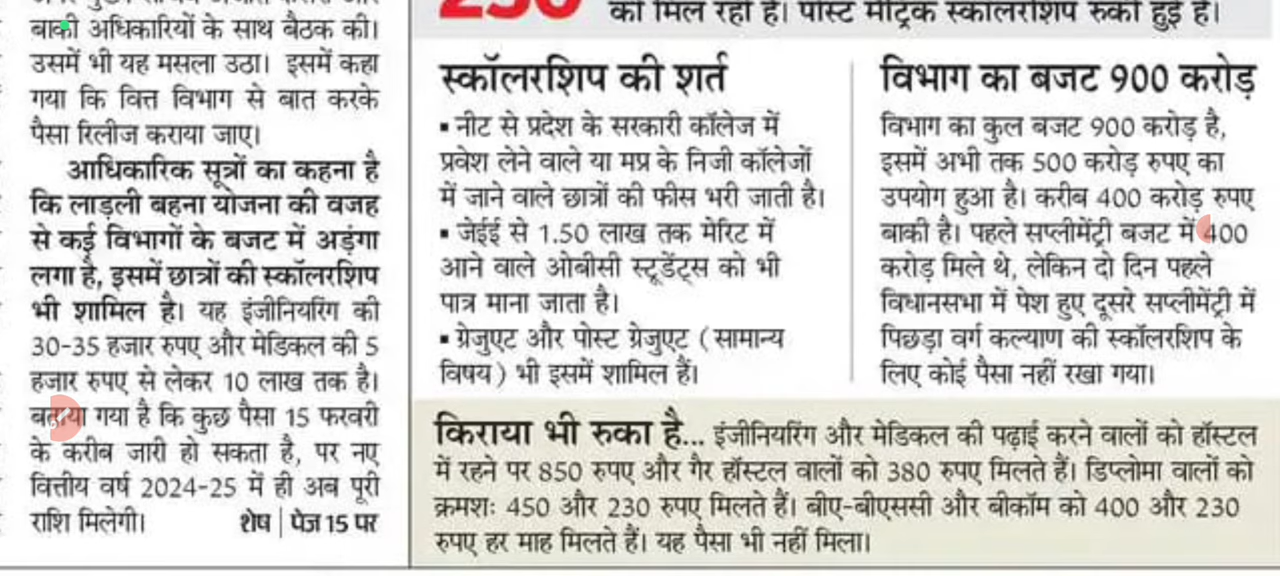 बाकी अधिकारियों के साथ बैठक की।
उसमें भी यह मसला उठा। इसमें कहा
गया कि वित्त विभाग से बात करके
पैसा रिलीज कराया जाए।
आधिकारिक सूत्रों का कहना है
कि लाड़ली बहना योजना की वजह
से कई विभागों के बजट में अड़ंगा
लगा है, इसमें छात्रों की स्कॉलरशिप
भी शामिल है। यह इंजीनियरिंग की
30-35 हजार रुपए और मेडिकल की 5
हजार रुपए से लेकर 10 लाख तक है।
बताया गया है कि कुछ पैसा 15 फरवरी
के करीब जारी हो सकता है, पर नए
वित्तीय वर्ष 2024-25 में ही अब पूरी
राशि मिलेगी। शेष | पेज 15 पर
250 को मिल रहा है। पोस्ट मैट्रिक स्कॉलरशिप रुकी हुई है।
स्कॉलरशिप की शर्त
▪ नीट से प्रदेश के सरकारी कॉलेज में
प्रवेश लेने वाले या मप्र के निजी कॉलेजों
में जाने वाले छात्रों की फीस भरी जाती है।
▪ जेईई से 1.50 लाख तक मेरिट में
आने वाले ओबीसी स्टूडेंट्स को भी
पात्र माना जाता है।
▪ ग्रेजुएट और पोस्ट ग्रेजुएट (सामान्य
विषय) भी इसमें शामिल हैं।
विभाग का बजट 900 करोड़
विभाग का कुल बजट 900 करोड़ है,
इसमें अभी तक 500 करोड़ रुपए का
उपयोग हुआ है। करीब 400 करोड़ रुपए
बाकी है। पहले सप्लीमेंट्री बजट में 400
करोड़ मिले थे, लेकिन दो दिन पहले
विधानसभा में पेश हुए दूसरे सप्लीमेंट्री में
पिछड़ा वर्ग कल्याण की स्कॉलरशिप के
लिए कोई पैसा नहीं रखा गया।
किराया भी रुका है... इंजीनियरिंग और मेडिकल की पढ़ाई करने वालों को हॉस्टल
में रहने पर 850 रुपए और गैर हॉस्टल वालों को 380 रुपए मिलते हैं। डिप्लोमा वालों को
क्रमशः 450 और 230 रुपए मिलते हैं। बीए-बीएससी और बीकॉम को 400 और 230
रुपए हर माह मिलते हैं। यह पैसा भी नहीं मिला।